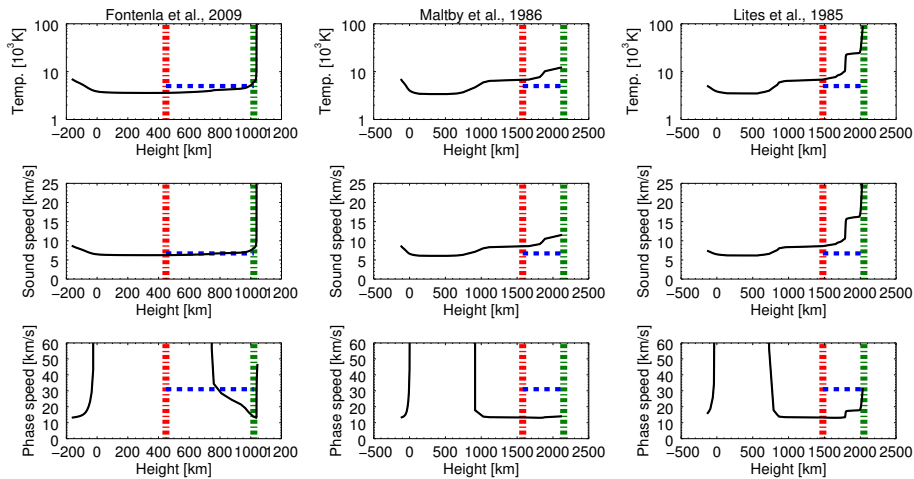 Fontenla et al., 2009
Maltby et al., 1986
Lites et al., 1985
Temp. [10³K]
100
10
1
−200 0 200 400 600 800 1000 1200
Height [km]
Temp. [10³K]
100
10
1
−500 0 500 1000 1500 2000 2500
Height [km]
Temp. [10³K]
100
10
1
−500 0 500 1000 1500 2000 2500
Height [km]
Sound speed [km/s]
25
20
15
10
5
0
−200 0 200 400 600 800 1000 1200
Height [km]
Sound speed [km/s]
25
20
15
10
5
0
−500 0 500 1000 1500 2000 2500
Height [km]
Sound speed [km/s]
25
20
15
10
5
0
−500 0 500 1000 1500 2000 2500
Height [km]
Phase speed [km/s]
60
50
40
30
20
10
0
−200 0 200 400 600 800 1000 1200
Height [km]
Phase speed [km/s]
60
50
40
30
20
10
0
−500 0 500 1000 1500 2000 2500
Height [km]
Phase speed [km/s]
60
50
40
30
20
10
0
−500 0 500 1000 1500 2000 2500
Height [km]